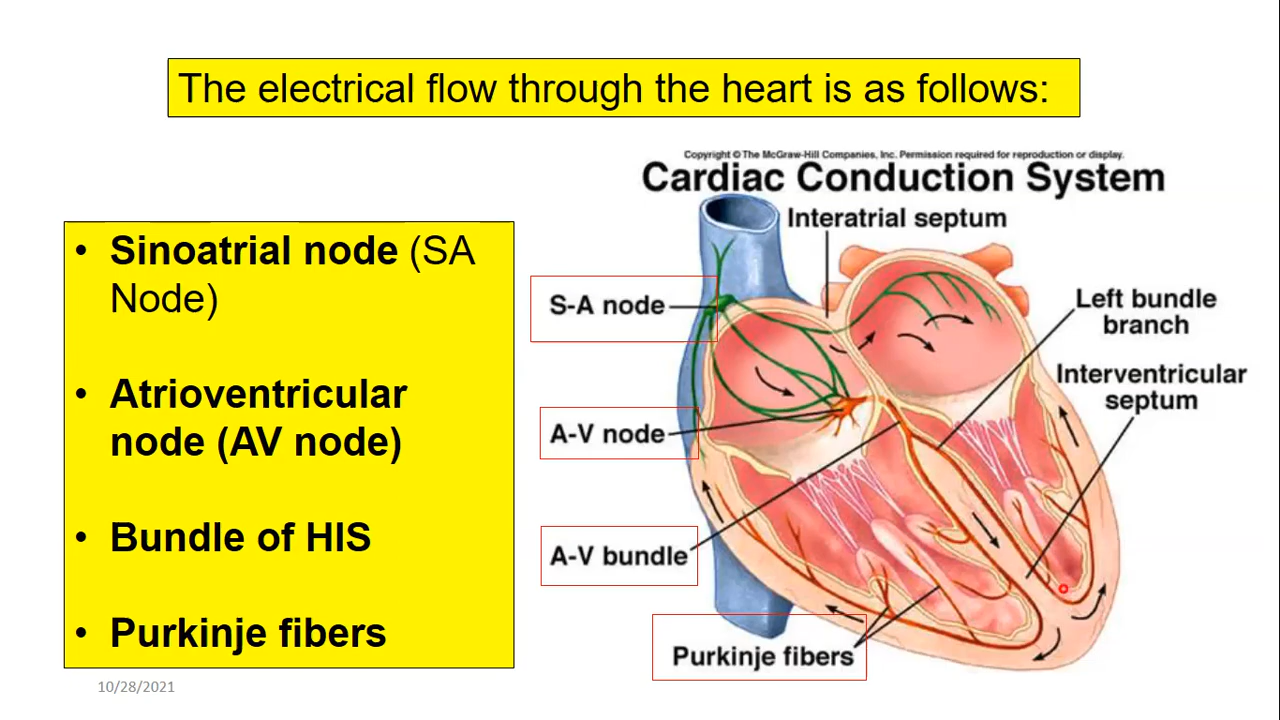 The electrical flow through the heart is as follows:
• Sinoatrial node (SA
Node)
• Atrioventricular
node (AV node)
• Bundle of HIS
• Purkinje fibers
10/28/2021
Copyright © The McGraw-Hill Companies, Inc. Permission required for reproduction or display.
Cardiac Conduction System
Interatrial septum
S-A node
Left bundle
branch
Interventricular
septum
A-V node
A-V bundle
Purkinje fibers